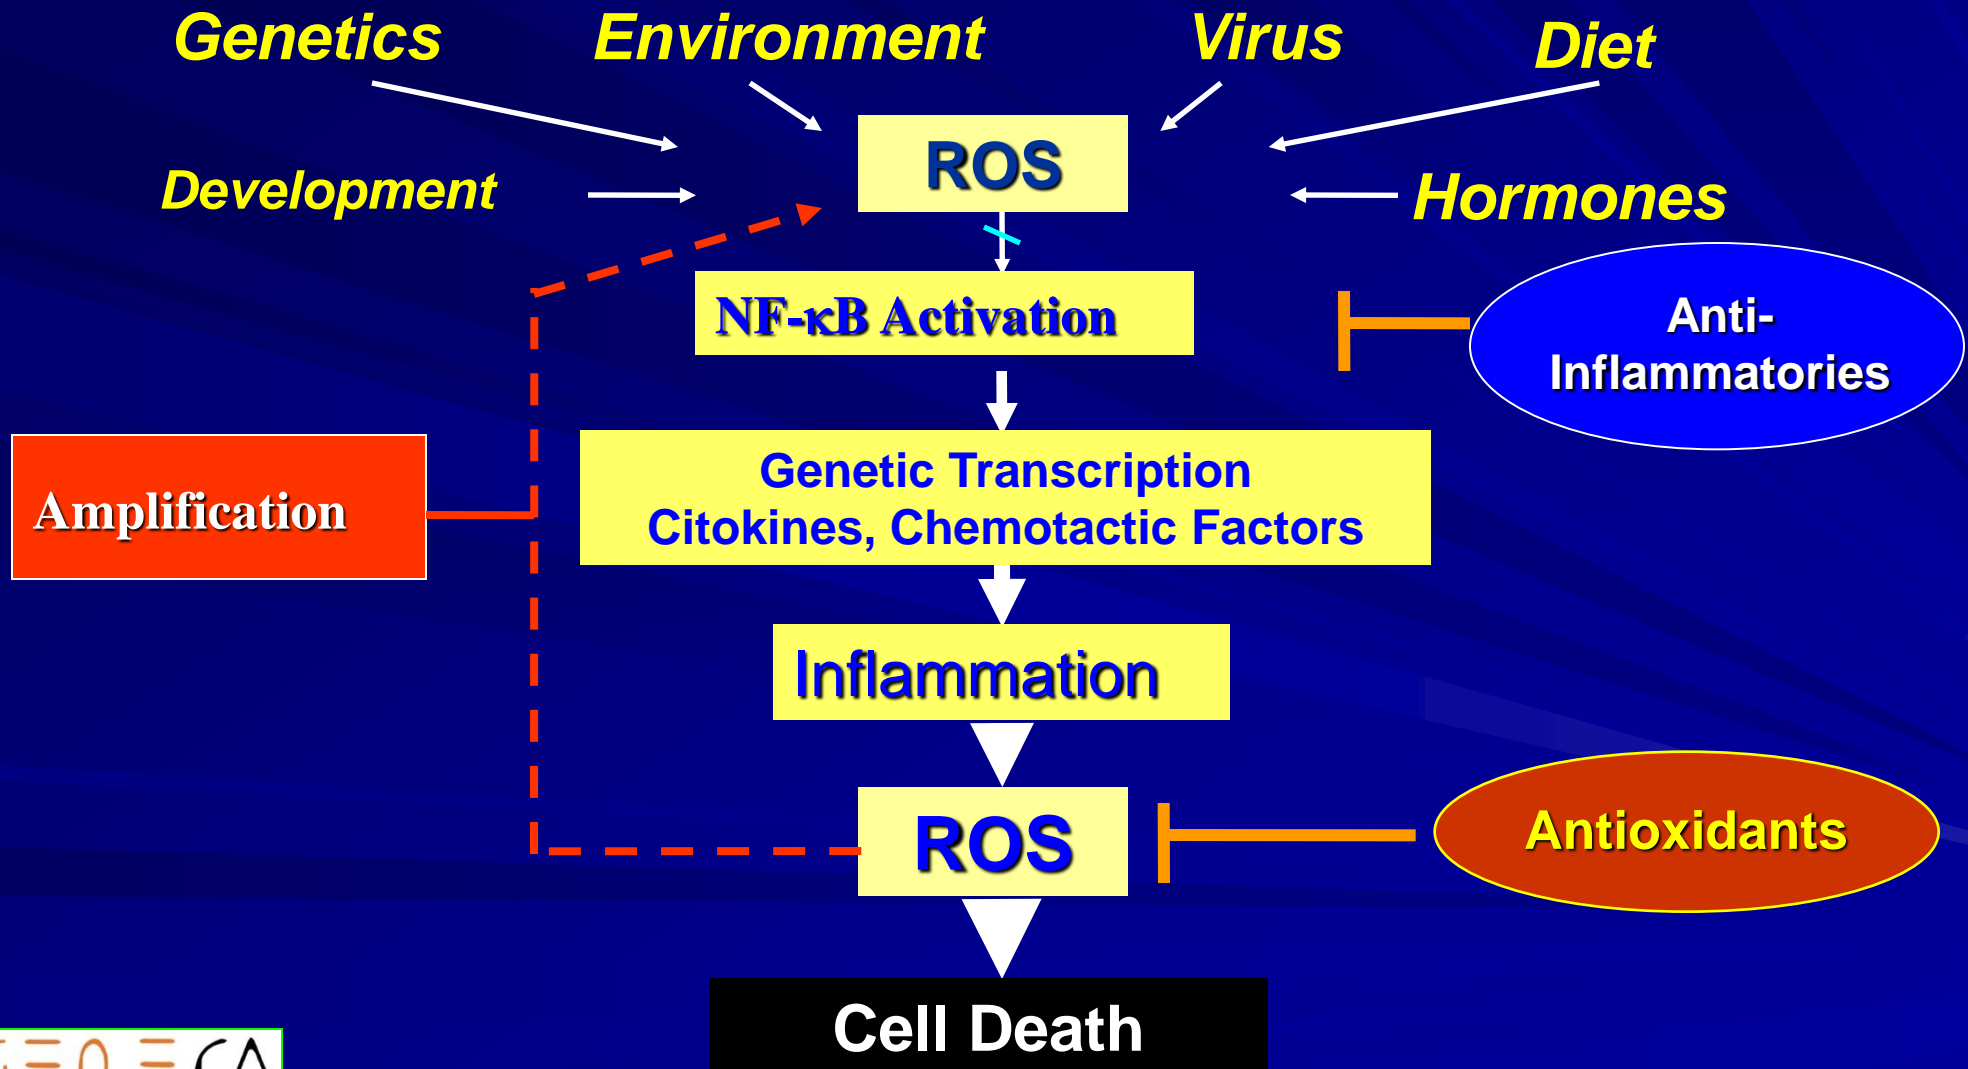 Genetics
Environment
Virus
Diet
ROS
Development
Hormones
NF-κB Activation
Anti-
Inflammatories
Genetic Transcription
Citokines, Chemotactic Factors
Amplification
Inflammation
ROS
Antioxidants
Cell Death